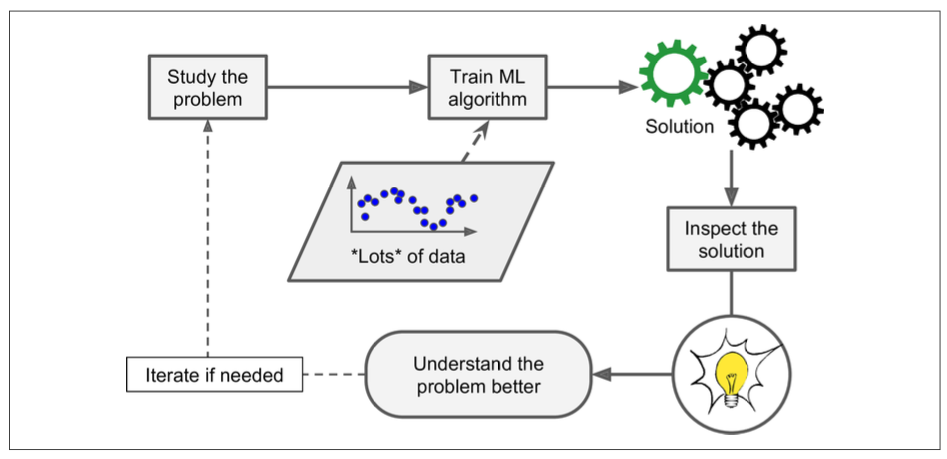 Study the
problem
Train ML
algorithm
Solution
*Lots* of data
Inspect the
solution
Understand the
problem better
Iterate if needed